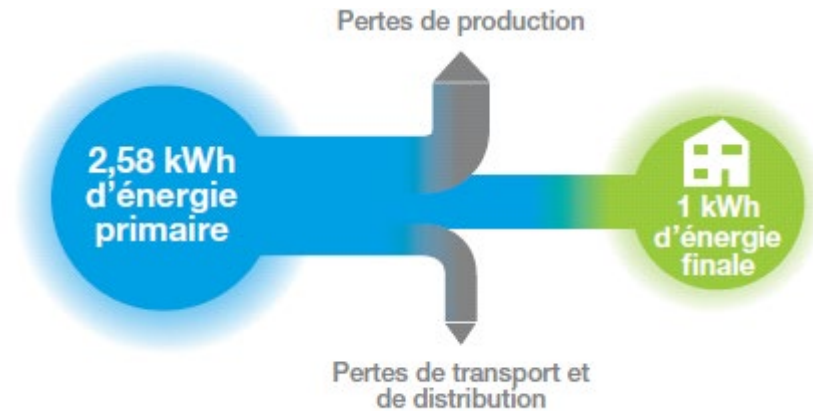 Pertes de production
2,58 kWh
d’énergie
primaire
1 kWh
d’énergie
finale
Pertes de transport et
de distribution